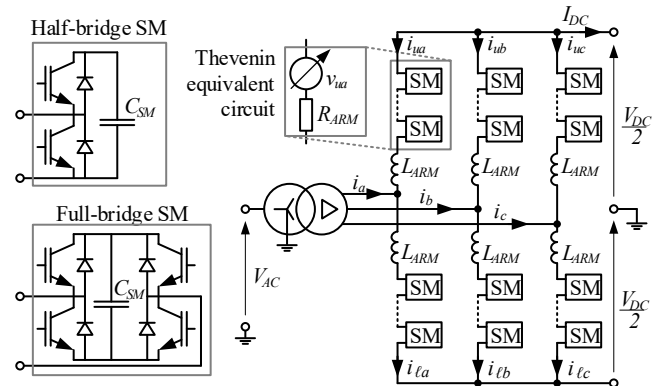 Half-bridge SM
C_SM
Full-bridge SM
C_SM
Thevenin
equivalent
circuit
v_ua
R_ARM
I_DC
i_ua
i_ub
i_uc
SM
SM
SM
SM
SM
SM
L_ARM
L_ARM
L_ARM
V_DC
2
i_a
i_b
i_c
V_AC
L_ARM
L_ARM
L_ARM
SM
SM
SM
V_DC
2
SM
SM
SM
i_ℓa
i_ℓb
i_ℓc